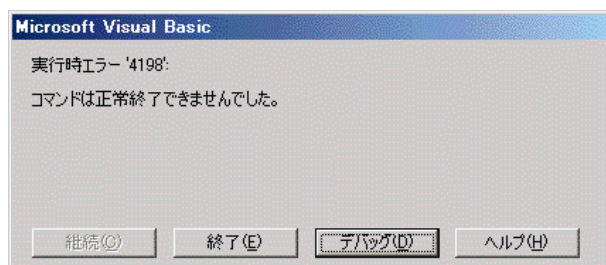 Microsoft Visual Basic
実行時エラー '4198':
コマンドは正常終了できませんでした。
継続(C)
終了(E)
デバッグ(D)
ヘルプ(H)